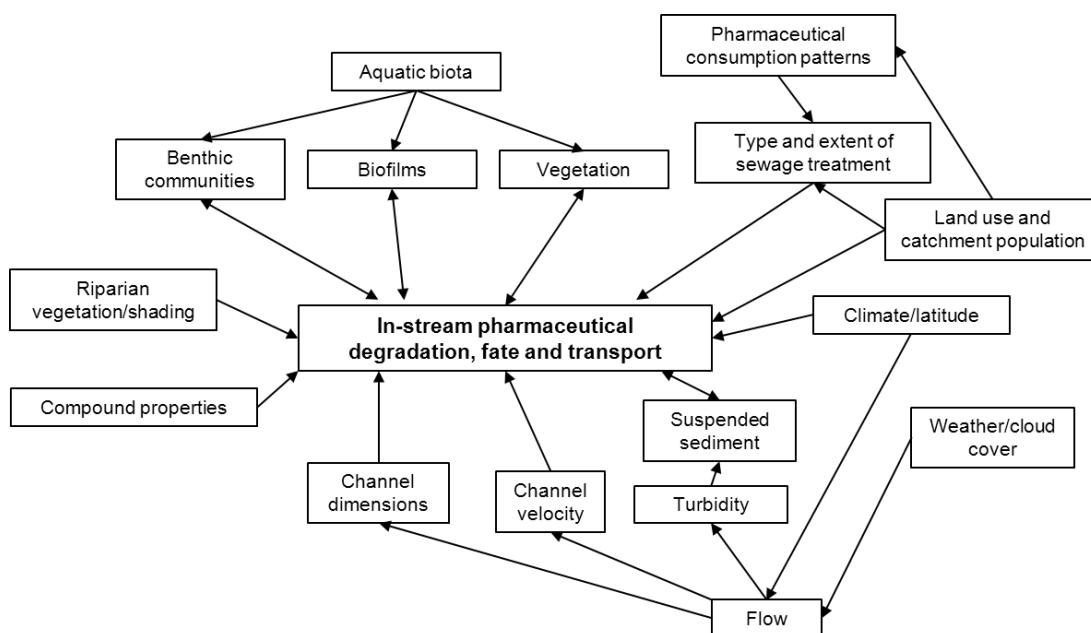 Pharmaceutical
consumption patterns
Aquatic biota
Type and extent of
sewage treatment
Benthic
communities
Biofilms
Vegetation
Land use and
catchment population
Riparian
vegetation/shading
In-stream pharmaceutical
degradation, fate and transport
Climate/latitude
Compound properties
Suspended
sediment
Weather/cloud
cover
Channel
dimensions
Channel
velocity
Turbidity
Flow